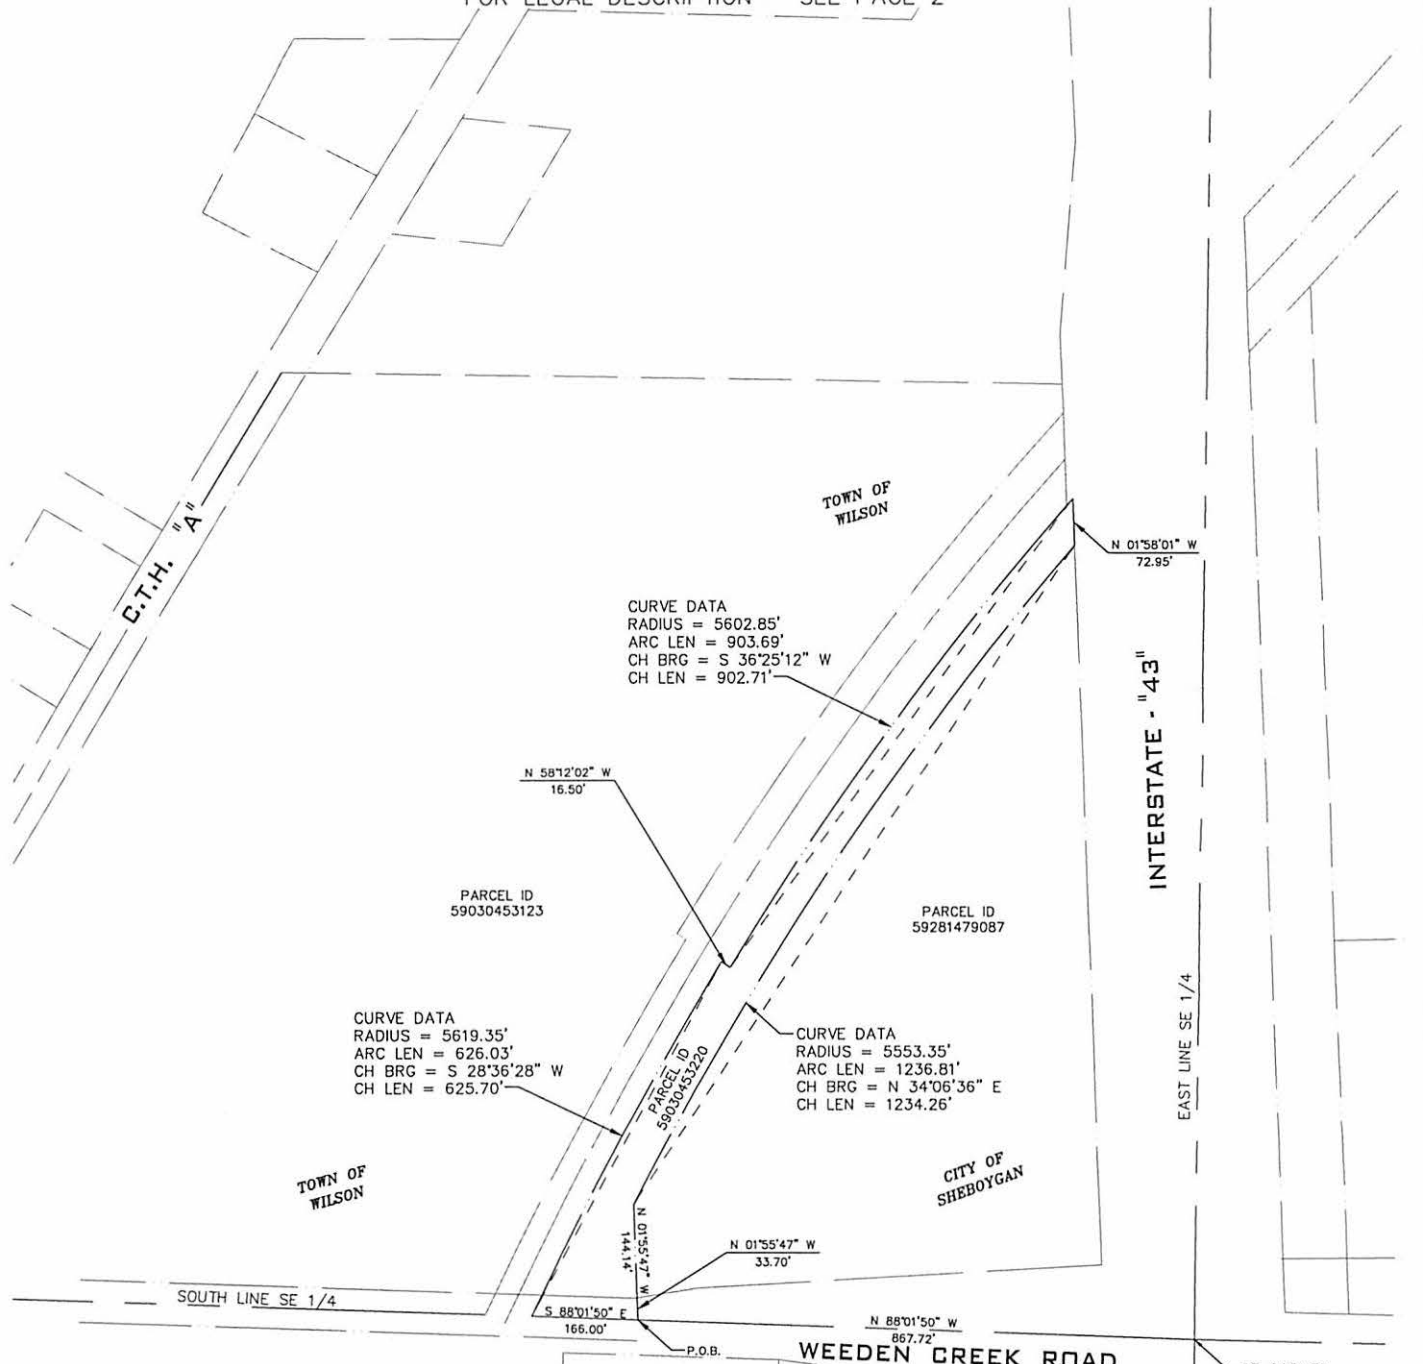 FOR LEGAL DESCRIPTION - SEE PAGE 2
C.T.H. "A"
TOWN OF
WILSON
N 01°58'01" W
72.95'
CURVE DATA
RADIUS = 5602.85'
ARC LEN = 903.69'
CH BRG = S 36°25'12" W
CH LEN = 902.71'
INTERSTATE - "43"
N 58°12'02" W
16.50'
PARCEL ID
59030453123
PARCEL ID
59281479087
EAST LINE SE 1/4
CURVE DATA
RADIUS = 5619.35'
ARC LEN = 626.03'
CH BRG = S 28°36'28" W
CH LEN = 625.70'
PARCEL ID
59030453220
CURVE DATA
RADIUS = 5553.35'
ARC LEN = 1236.81'
CH BRG = N 34°06'36" E
CH LEN = 1234.26'
TOWN OF
WILSON
CITY OF
SHEBOYGAN
N 01°55'47" W
144.14'
N 01°55'47" W
33.70'
SOUTH LINE SE 1/4
S 88°01'50" E
166.00'
N 88°01'50" W
867.72'
P.O.B.
WEEDEN CREEK ROAD